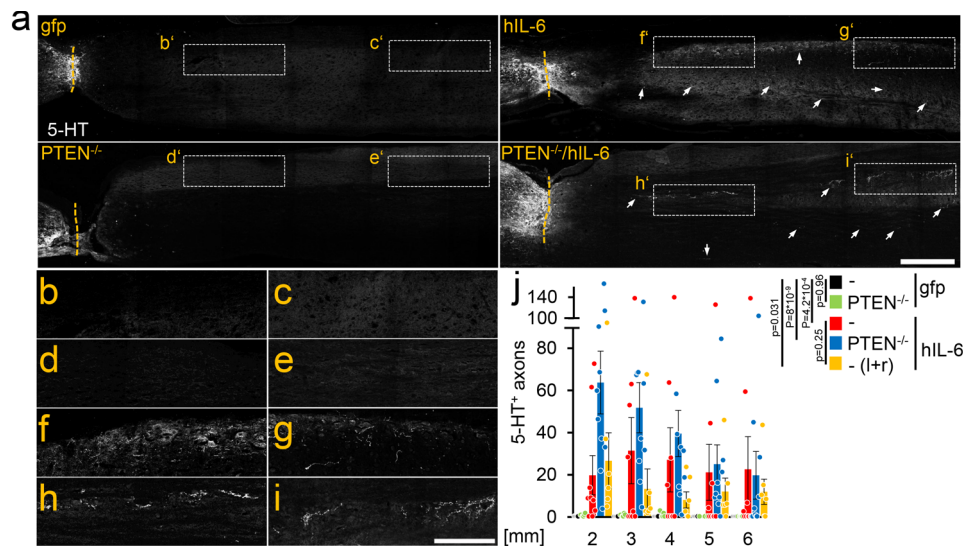 a
gfp
b'
c'
5-HT
hIL-6
f'
g'
PTEN-/-
d'
e'
PTEN-/-/hIL-6
h'
i'
b
c
d
e
f
g
h
i
j
140
100
80
60
40
20
0
5-HT+ axons
[mm]
2 3 4 5 6
p=0.031
P=8*10-9
P=4.2*10-4
p=0.96
p=0.25
-
PTEN-/-
gfp
-
PTEN-/-
- (l+r)
hIL-6